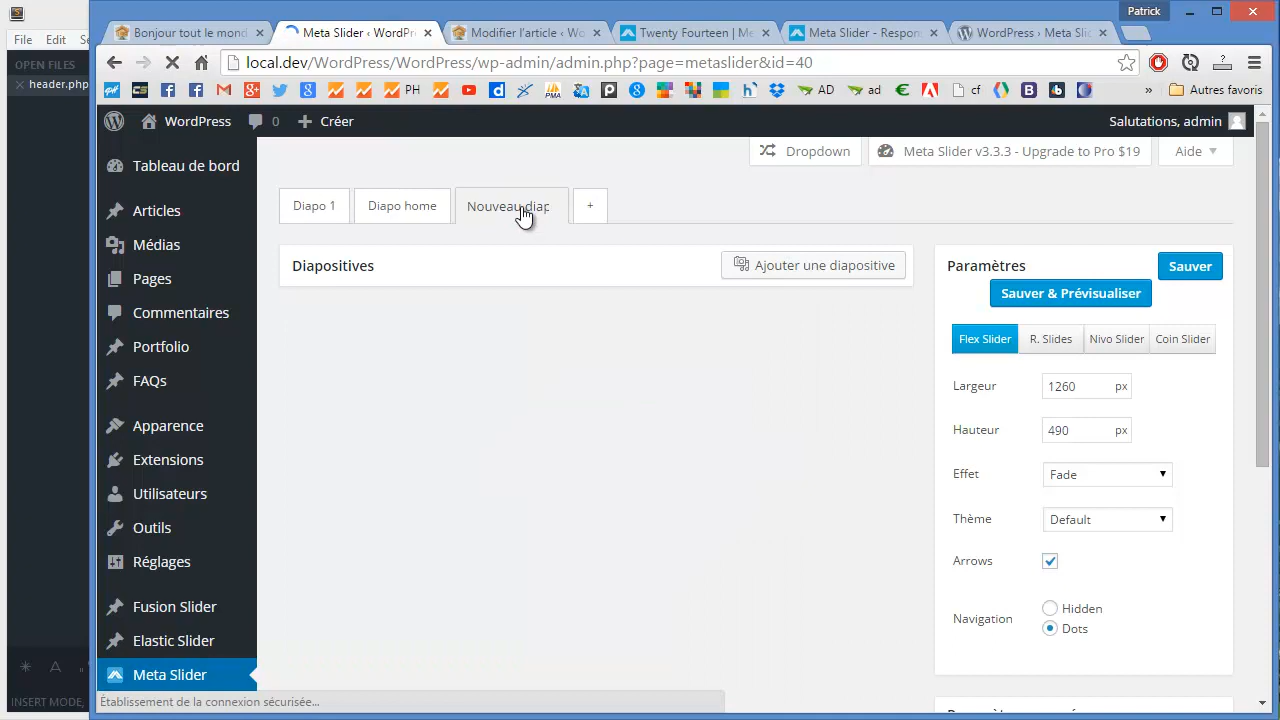 Patrick
File Edit Se
OPEN FILES
header.php
Bonjour tout le mond
Meta Slider ‹ WordPr
Modifier l'article ‹ Wo
Twenty Fourteen | Me
Meta Slider - Respon
WordPress › Meta Sli
local.dev/WordPress/WordPress/wp-admin/admin.php?page=metaslider&id=40
PH
AD
ad
cf
»
Autres favoris
WordPress
0
+ Créer
Salutations, admin
Dropdown
Meta Slider v3.3.3 - Upgrade to Pro $19
Aide
Tableau de bord
Articles
Médias
Pages
Commentaires
Portfolio
FAQs
Apparence
Extensions
Utilisateurs
Outils
Réglages
Fusion Slider
Elastic Slider
Meta Slider
Diapo 1
Diapo home
Nouveau diap
+
Diapositives
Ajouter une diapositive
Paramètres
Sauver
Sauver & Prévisualiser
Flex Slider
R. Slides
Nivo Slider
Coin Slider
Largeur 1260 px
Hauteur 490 px
Effet Fade
Thème Default
Arrows
Navigation
Hidden
Dots
Établissement de la connexion sécurisée...
INSERT MODE,